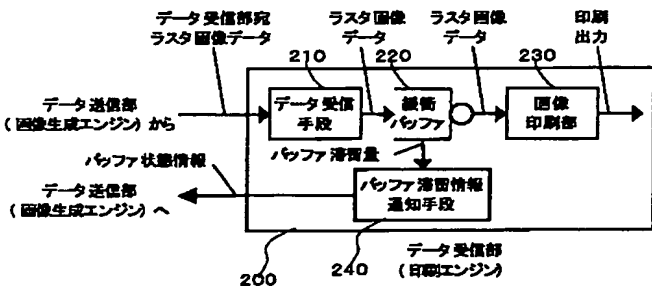 データ受信部宛
ラスタ画像データ
ラスタ画像
データ
ラスタ画像
データ
印刷
出力
210
220
230
データ送信部
(画像生成エンジン)から
データ受信
手段
緩衝
バッファ
画像
印刷部
バッファ滞留量
バッファ状態情報
データ送信部
(画像生成エンジン)へ
バッファ滞留情報
通知手段
200
240
データ受信部
(印刷エンジン)